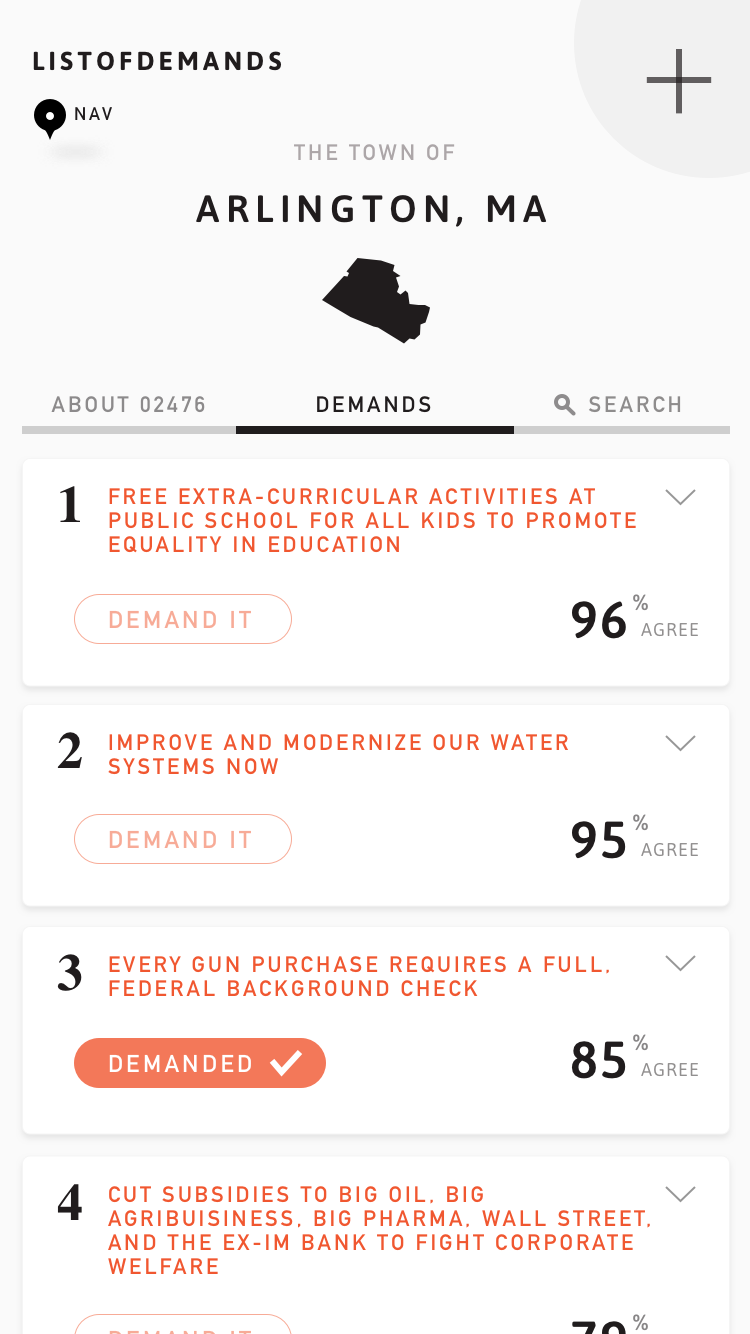 LISTOFDEMANDS
NAV
THE TOWN OF
ARLINGTON, MA
ABOUT 02476
DEMANDS
SEARCH
1
FREE EXTRA-CURRICULAR ACTIVITIES AT
PUBLIC SCHOOL FOR ALL KIDS TO PROMOTE
EQUALITY IN EDUCATION
DEMAND IT
96% AGREE
2
IMPROVE AND MODERNIZE OUR WATER
SYSTEMS NOW
DEMAND IT
95% AGREE
3
EVERY GUN PURCHASE REQUIRES A FULL,
FEDERAL BACKGROUND CHECK
DEMANDED
85% AGREE
4
CUT SUBSIDIES TO BIG OIL, BIG
AGRIBUISINESS, BIG PHARMA, WALL STREET,
AND THE EX-IM BANK TO FIGHT CORPORATE
WELFARE
DEMAND IT
%